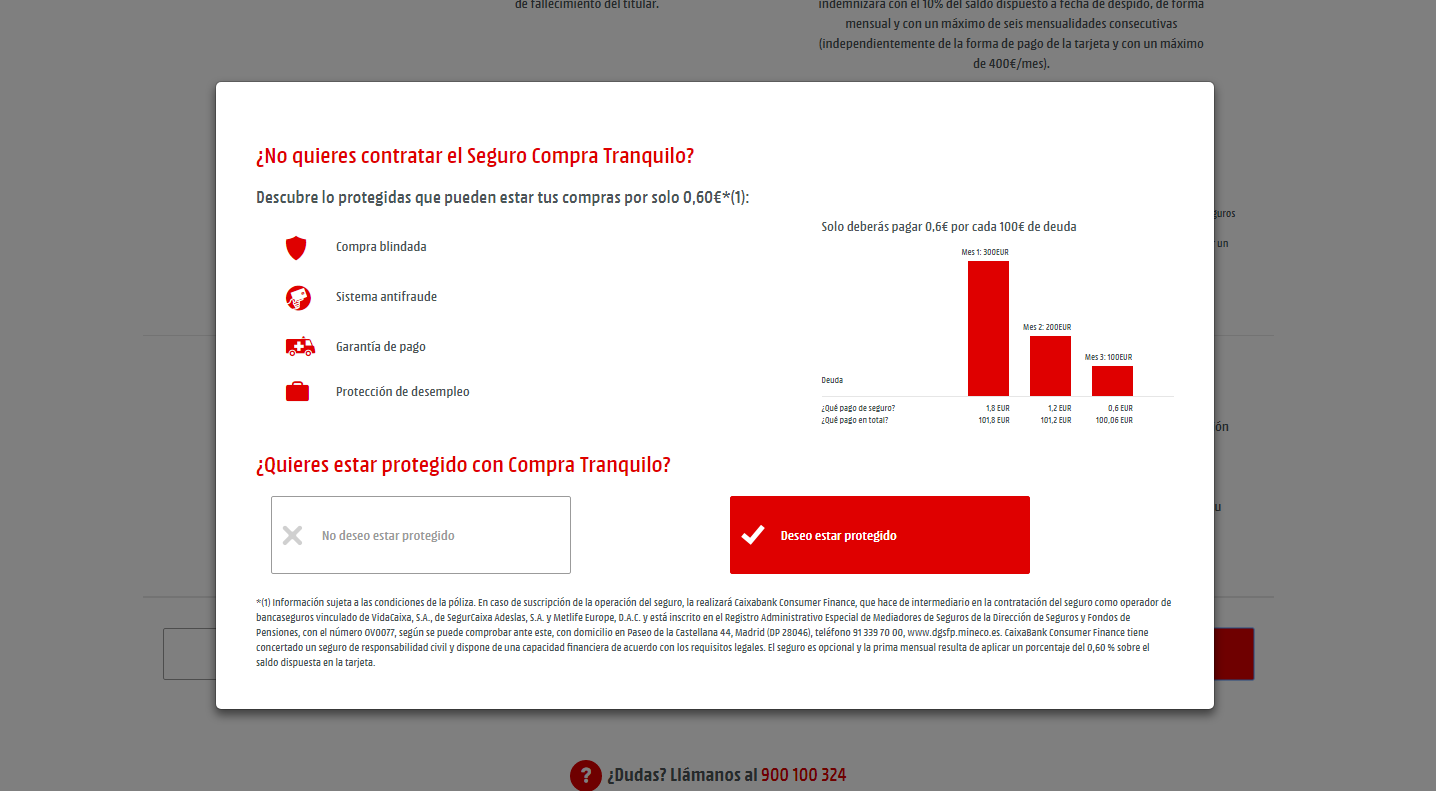 de fallecimiento del titular.
indemnizará con el 10% del saldo dispuesto a fecha de despido, de forma
mensual y con un máximo de seis mensualidades consecutivas
(independientemente de la forma de pago de la tarjeta y con un máximo
de 400€/mes).
¿No quieres contratar el Seguro Compra Tranquilo?
Descubre lo protegidas que pueden estar tus compras por solo 0,60€*(1):
Compra blindada
Sistema antifraude
Garantía de pago
Protección de desempleo
Solo deberás pagar 0,6€ por cada 100€ de deuda
Mes 1: 300EUR
Mes 2: 200EUR
Mes 3: 100EUR
Deuda
¿Qué pago de seguro? 1,8 EUR 1,2 EUR 0,6 EUR
¿Qué pago en total? 101,8 EUR 101,2 EUR 100,06 EUR
guros
un
ón
u
¿Quieres estar protegido con Compra Tranquilo?
No deseo estar protegido
Deseo estar protegido
*(1) Información sujeta a las condiciones de la póliza. En caso de suscripción de la operación del seguro, la realizará Caixabank Consumer Finance, que hace de intermediario en la contratación del seguro como operador de
bancaseguros vinculado de VidaCaixa, S.A., de SegurCaixa Adeslas, S.A. y Metlife Europe, D.A.C. y está inscrito en el Registro Administrativo Especial de Mediadores de Seguros de la Dirección de Seguros y Fondos de
Pensiones, con el número OV0077, según se puede comprobar ante este, con domicilio en Paseo de la Castellana 44, Madrid (DP 28046), teléfono 91 339 70 00, www.dgsfp.mineco.es. CaixaBank Consumer Finance tiene
concertado un seguro de responsabilidad civil y dispone de una capacidad financiera de acuerdo con los requisitos legales. El seguro es opcional y la prima mensual resulta de aplicar un porcentaje del 0,60 % sobre el
saldo dispuesta en la tarjeta.
? ¿Dudas? Llámanos al 900 100 324